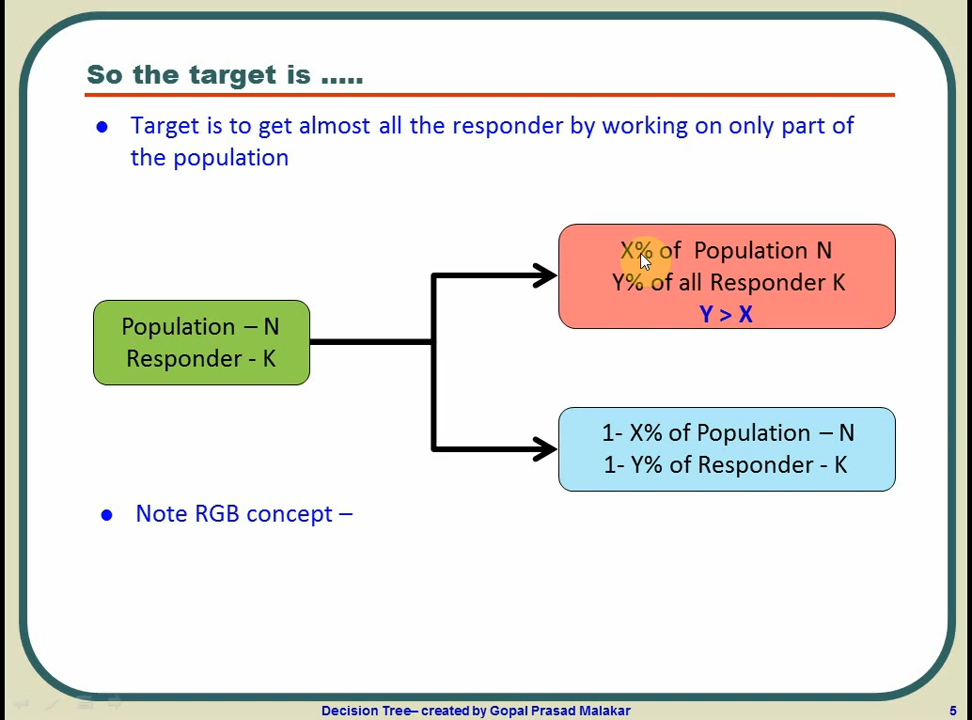 So the target is .....
Target is to get almost all the responder by working on only part of
the population
X% of Population N
Y% of all Responder K
Y > X
Population – N
Responder - K
1- X% of Population – N
1- Y% of Responder - K
Note RGB concept –
Decision Tree– created by Gopal Prasad Malakar
5